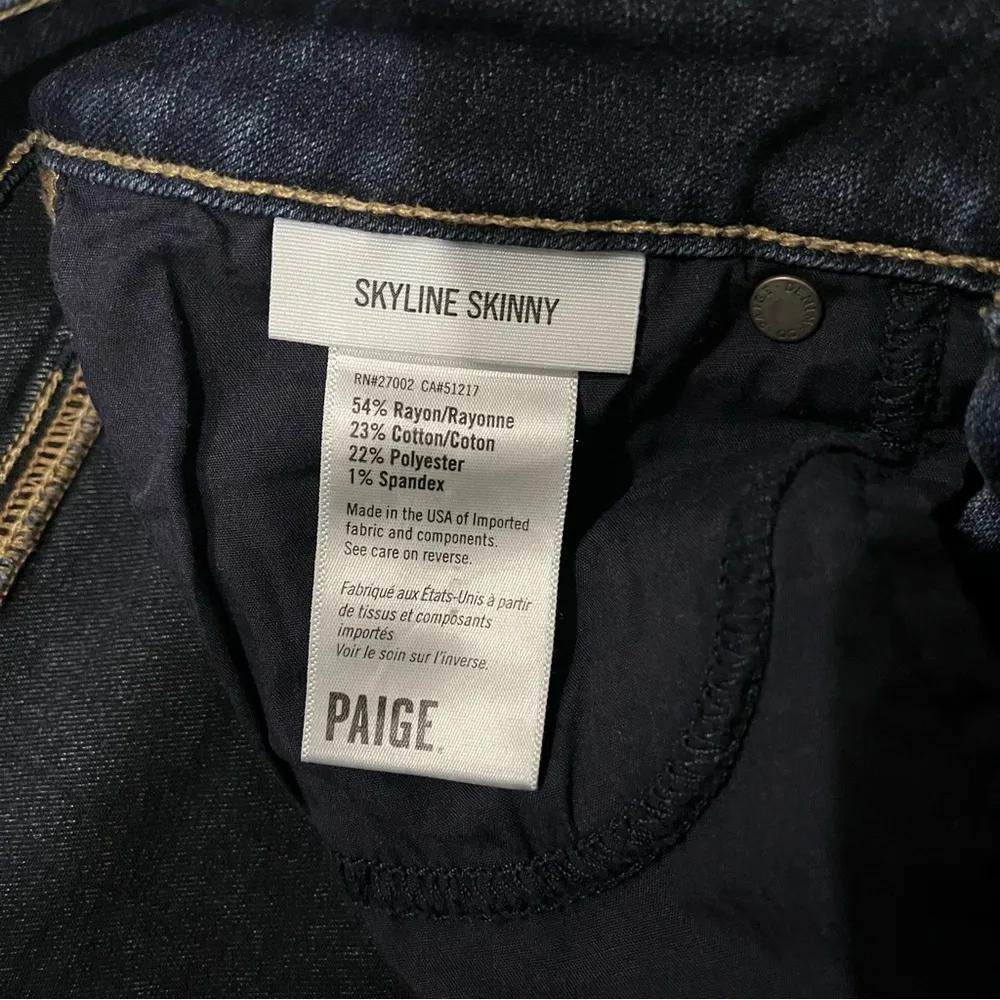 SKYLINE SKINNY
PAIGE · DENIM
RN#27002 CA#51217
54% Rayon/Rayonne
23% Cotton/Coton
22% Polyester
1% Spandex
Made in the USA of Imported
fabric and components.
See care on reverse.
Fabriqué aux États-Unis à partir
de tissus et composants
importés
Voir le soin sur l'inverse.
PAIGE.